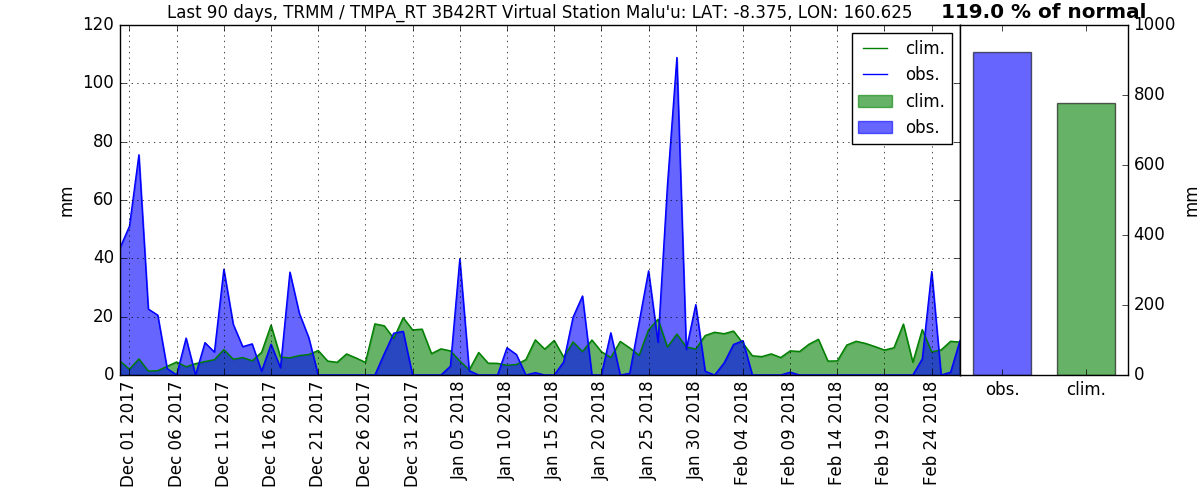 Last 90 days, TRMM / TMPA_RT 3B42RT Virtual Station Malu'u: LAT: -8.375, LON: 160.625
119.0 % of normal
120
100
80
60
40
20
0
mm
clim.
obs.
clim.
obs.
Dec 01 2017
Dec 06 2017
Dec 11 2017
Dec 16 2017
Dec 21 2017
Dec 26 2017
Dec 31 2017
Jan 05 2018
Jan 10 2018
Jan 15 2018
Jan 20 2018
Jan 25 2018
Jan 30 2018
Feb 04 2018
Feb 09 2018
Feb 14 2018
Feb 19 2018
Feb 24 2018
1000
800
600
400
200
0
mm
obs.
clim.